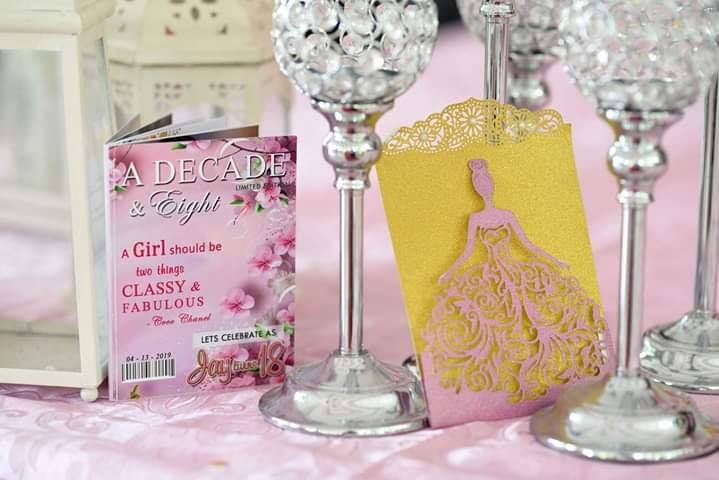 A DECADE
LIMITED EDITION
& Eight
A Girl should be
two things
CLASSY &
FABULOUS
- Coco Chanel
LETS CELEBRATE AS
04 - 13 - 2019
18